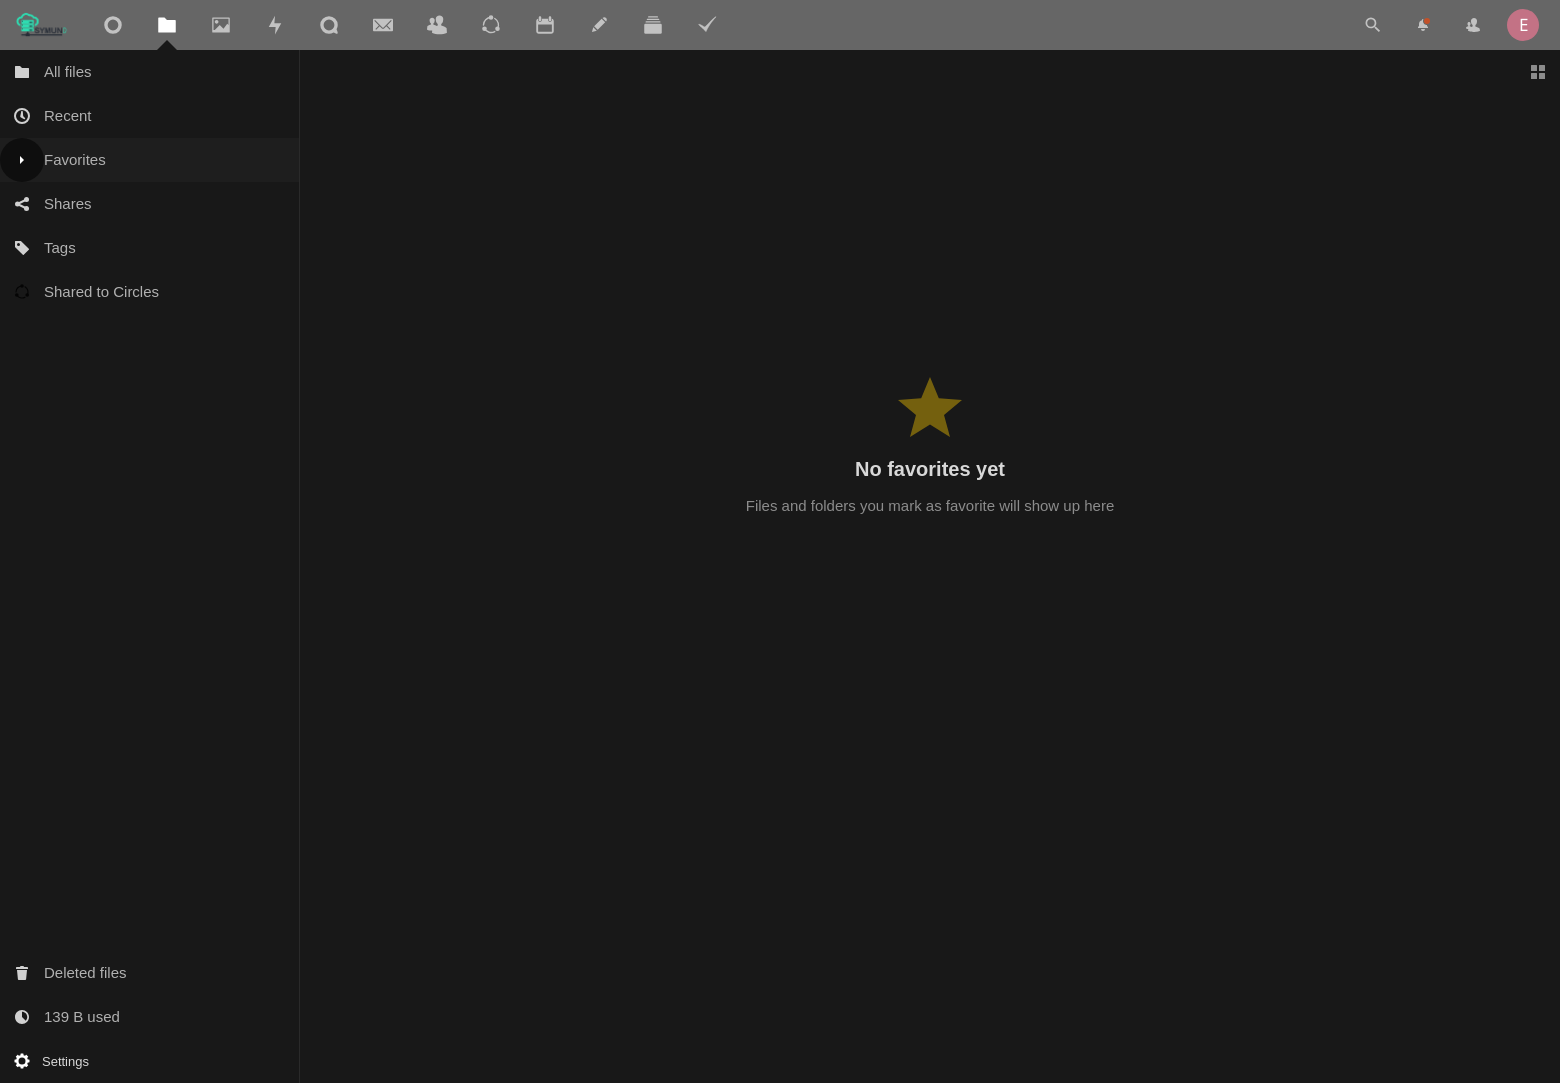 SYMUN
E
All files
Recent
Favorites
Shares
Tags
Shared to Circles
No favorites yet
Files and folders you mark as favorite will show up here
Deleted files
139 B used
Settings